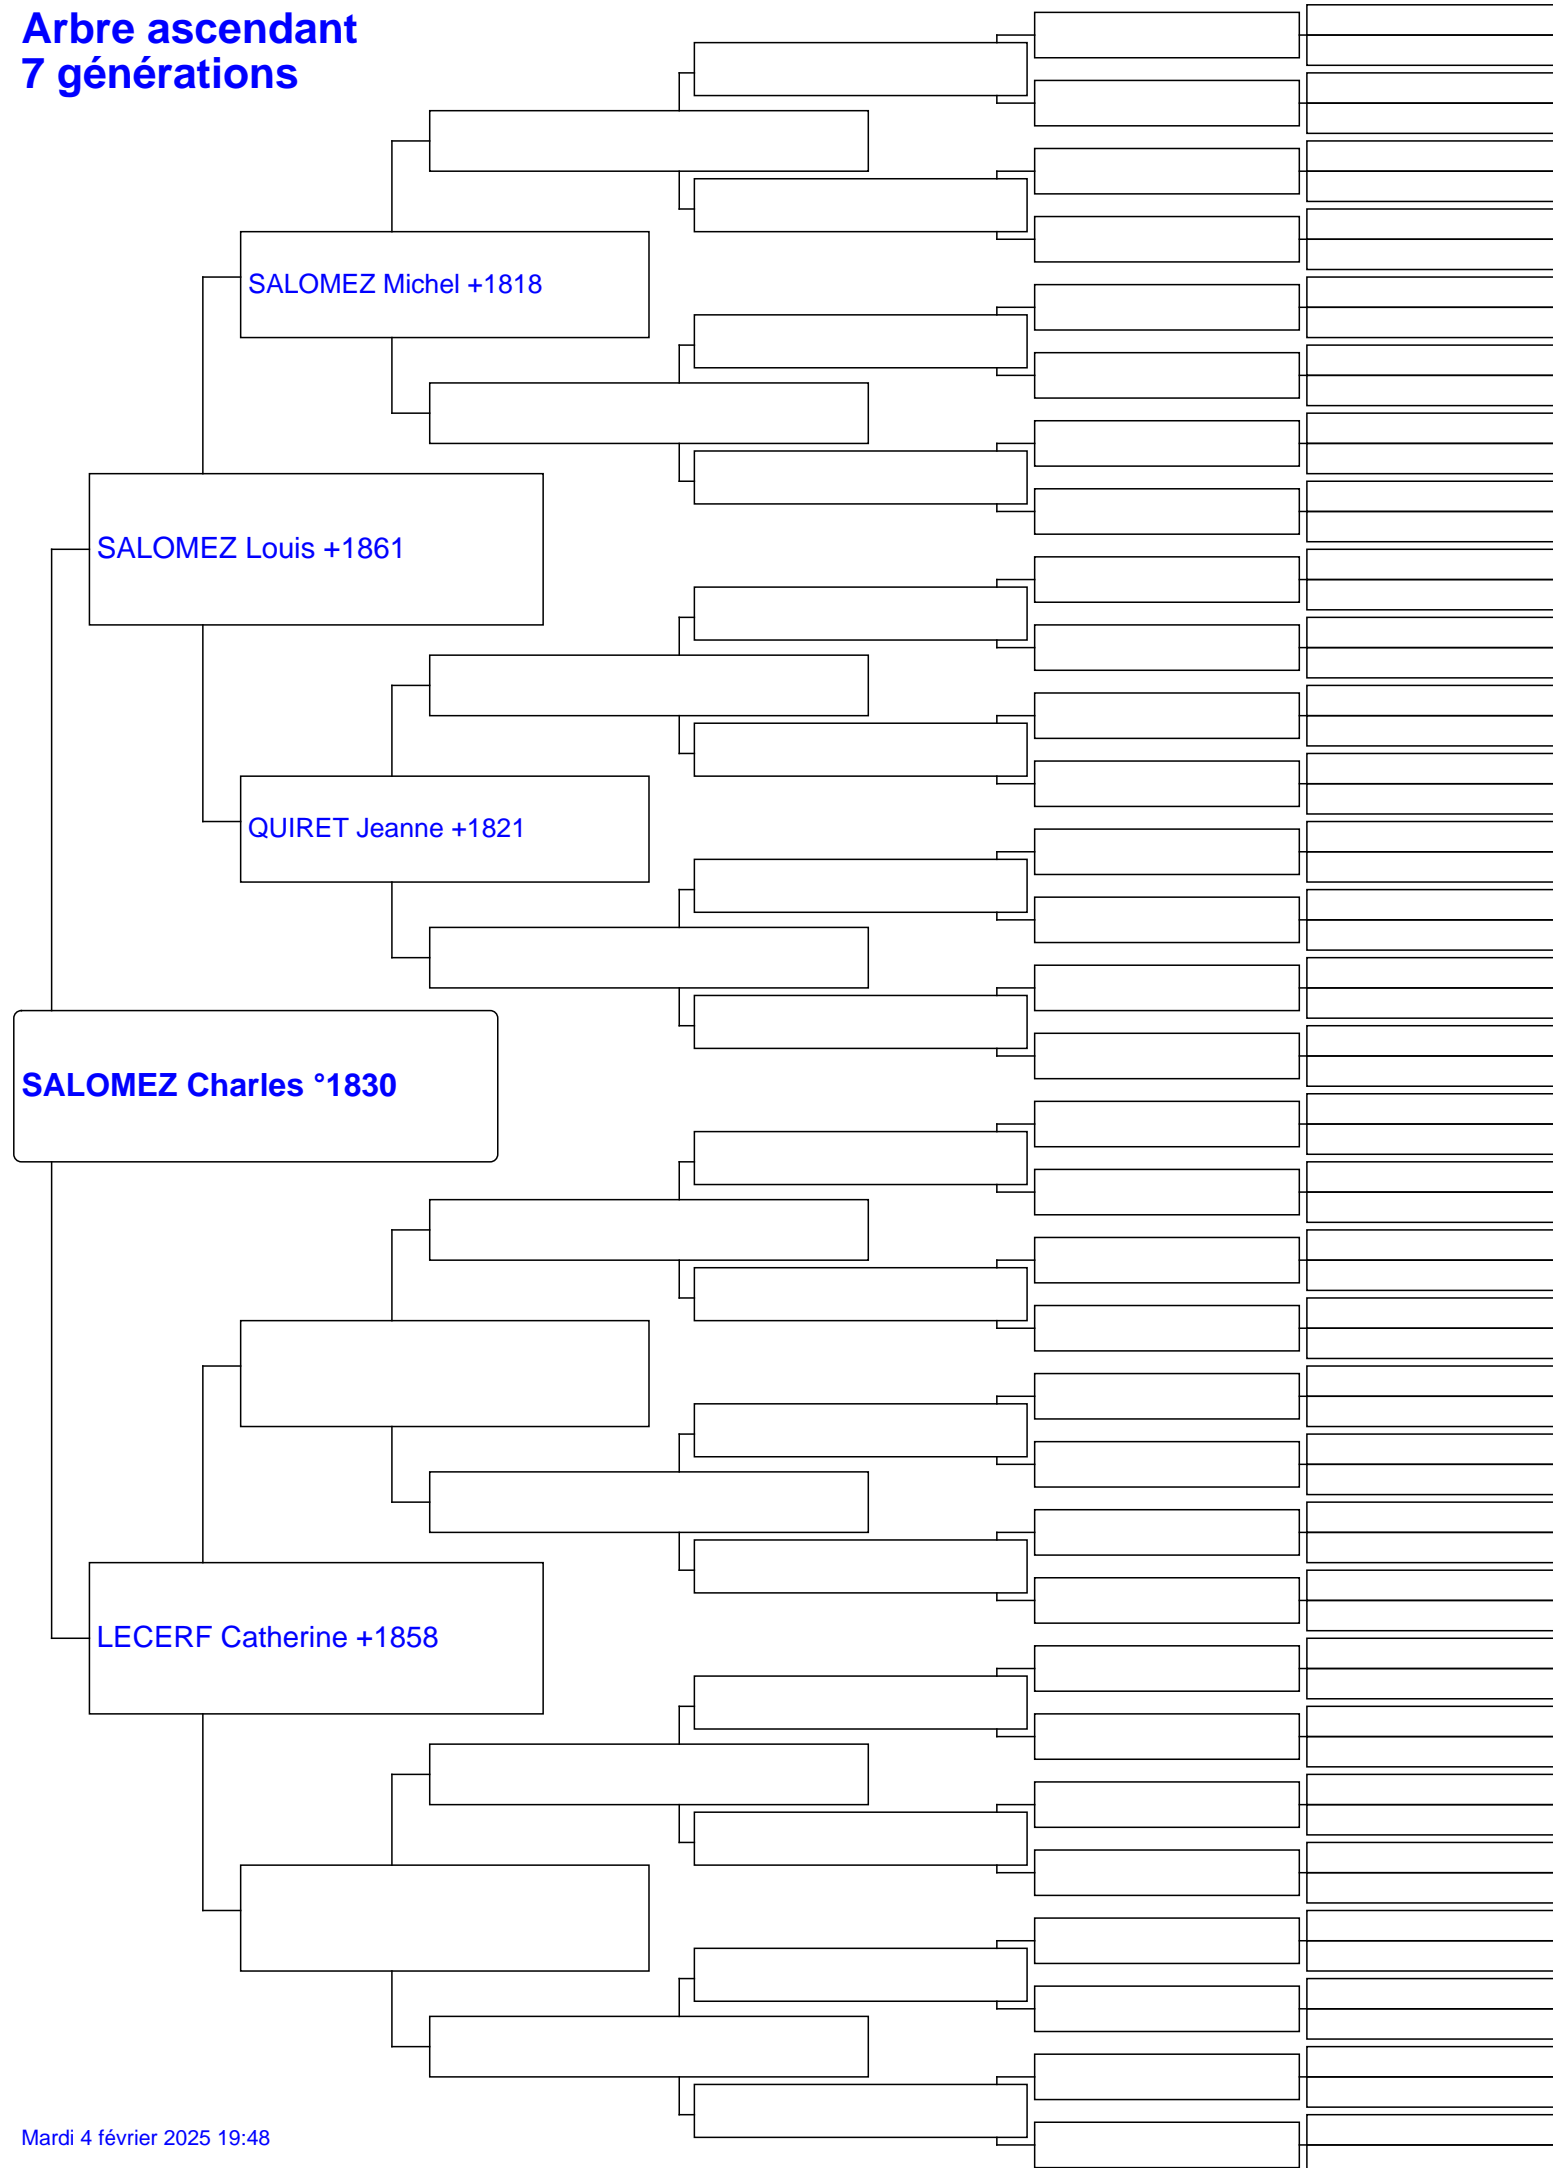 Arbre ascendant
7 générations
SALOMEZ Michel +1818
SALOMEZ Louis +1861
QUIRET Jeanne +1821
SALOMEZ Charles °1830
LECERF Catherine +1858
Mardi 4 février 2025 19:48